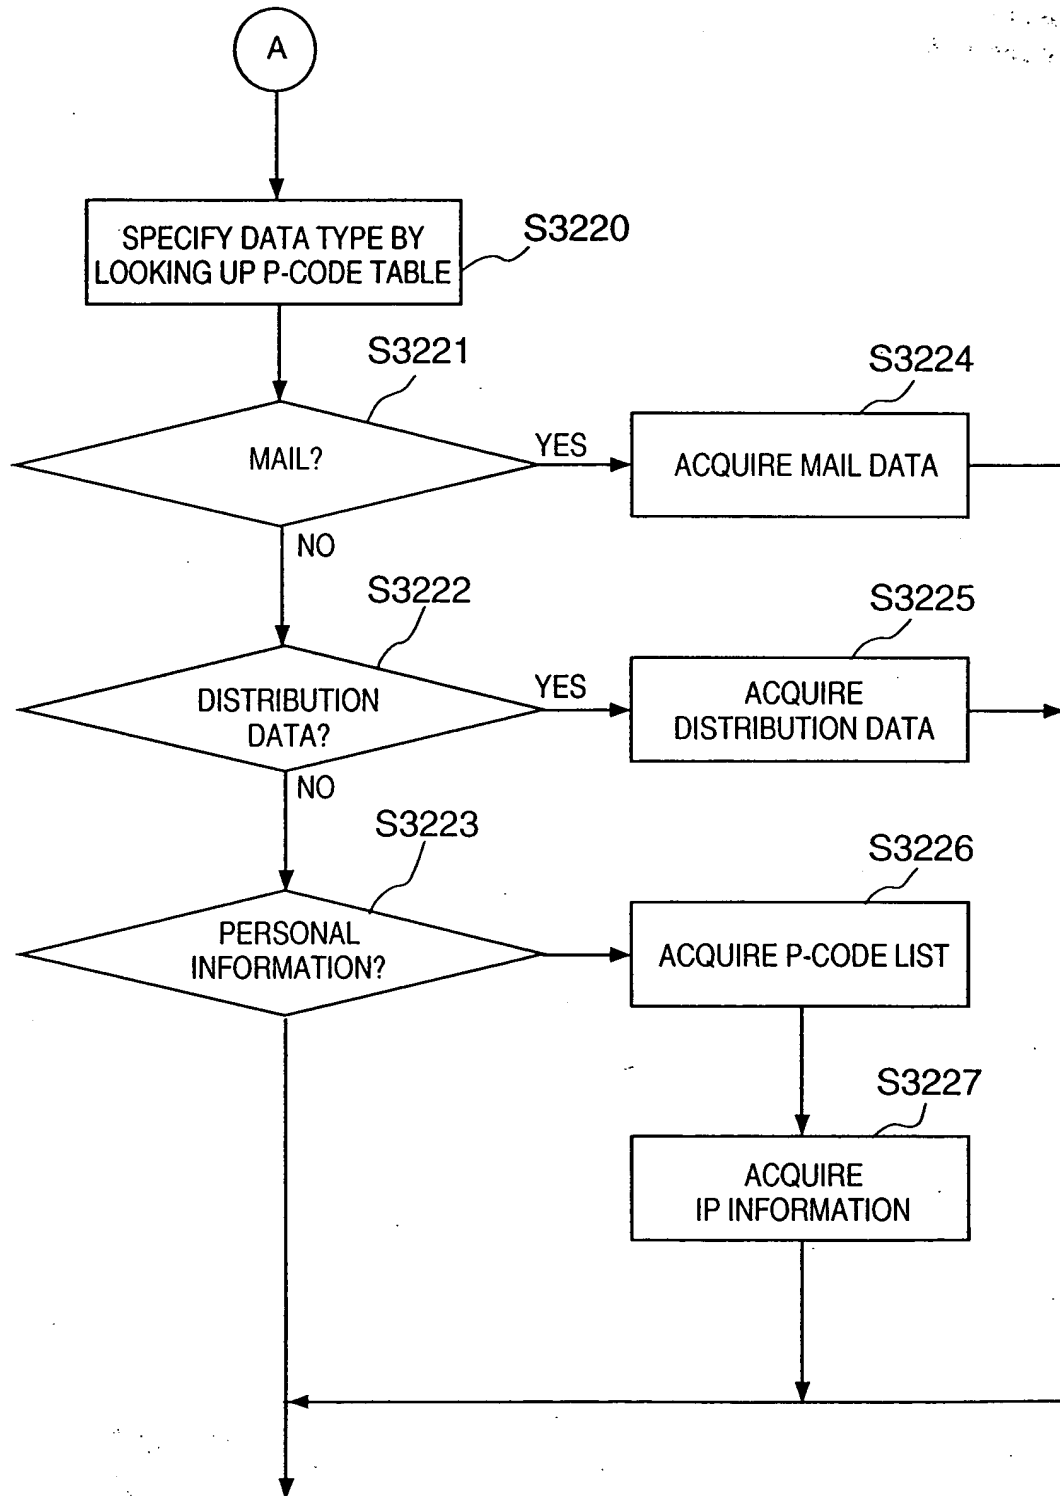 A
SPECIFY DATA TYPE BY
LOOKING UP P-CODE TABLE
S3220
S3221
MAIL?
YES
NO
S3224
ACQUIRE MAIL DATA
S3222
DISTRIBUTION
DATA?
YES
NO
S3225
ACQUIRE
DISTRIBUTION DATA
S3223
PERSONAL
INFORMATION?
S3226
ACQUIRE P-CODE LIST
S3227
ACQUIRE
IP INFORMATION